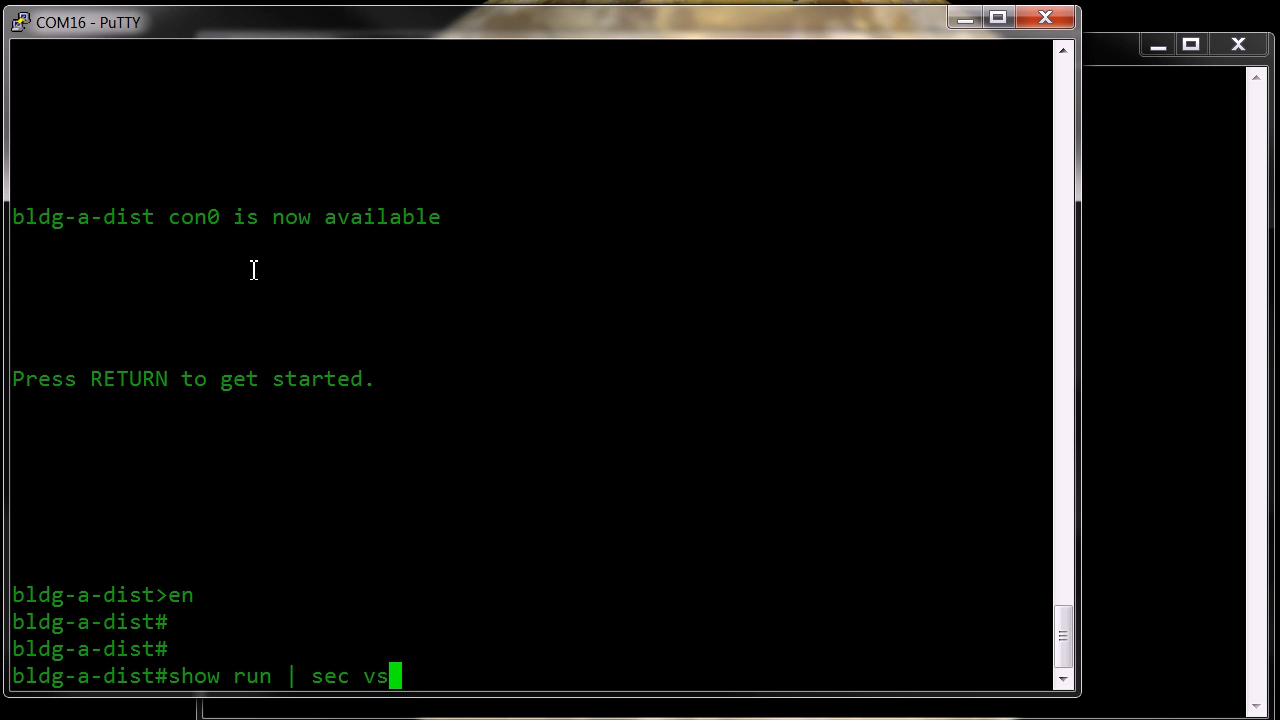 COM16 - PuTTY
bldg-a-dist con0 is now available
Press RETURN to get started.
bldg-a-dist>en
bldg-a-dist#
bldg-a-dist#
bldg-a-dist#show run | sec vs